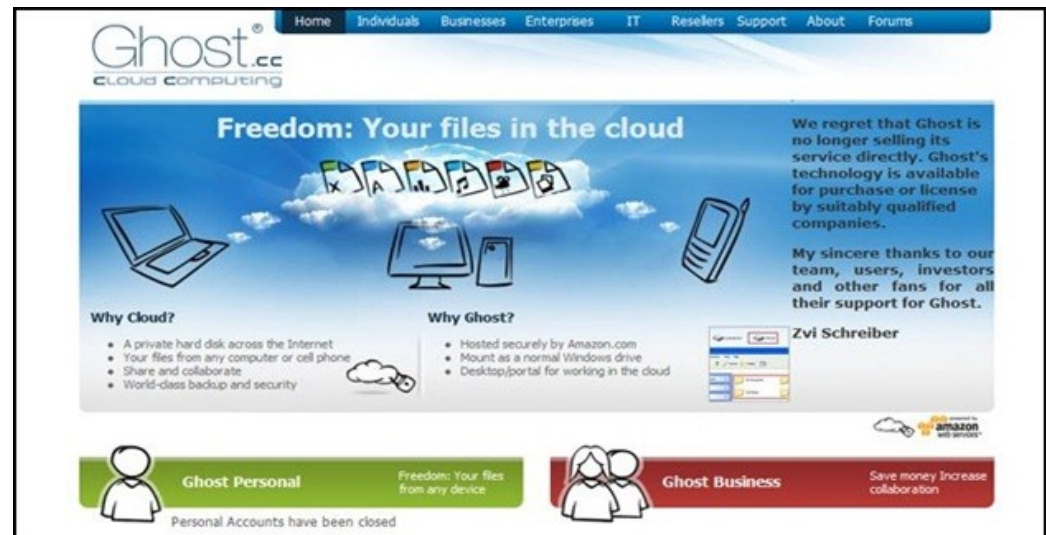 Home Individuals Businesses Enterprises IT Resellers Support About Forums
Ghost®.cc
cloud computing
Freedom: Your files in the cloud
We regret that Ghost is
no longer selling its
service directly. Ghost's
technology is available
for purchase or license
by suitably qualified
companies.
My sincere thanks to our
team, users, investors
and other fans for all
their support for Ghost.
Zvi Schreiber
X A
Why Cloud?
• A private hard disk across the Internet
• Your files from any computer or cell phone
• Share and collaborate
• World-class backup and security
Why Ghost?
• Hosted securely by Amazon.com
• Mount as a normal Windows drive
• Desktop/portal for working in the cloud
powered by
amazon
web services™
Ghost Personal
Freedom: Your files
from any device
Personal Accounts have been closed
Ghost Business
Save money Increase
collaboration